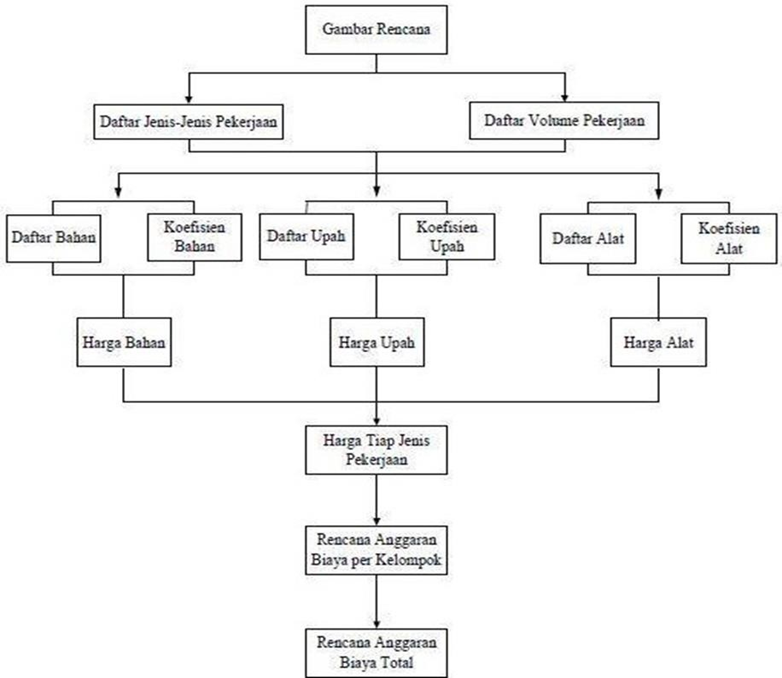 Gambar Rencana
Daftar Jenis-Jenis Pekerjaan
Daftar Volume Pekerjaan
Daftar Bahan
Koefisien
Bahan
Daftar Upah
Koefisien
Upah
Daftar Alat
Koefisien
Alat
Harga Bahan
Harga Upah
Harga Alat
Harga Tiap Jenis
Pekerjaan
Rencana Anggaran
Biaya per Kelompok
Rencana Anggaran
Biaya Total